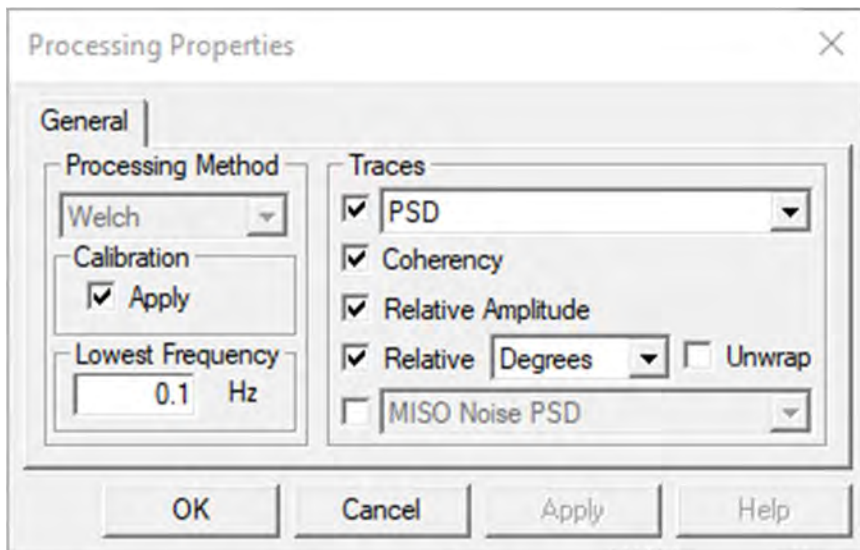 Processing Properties
General
Processing Method
Welch
Calibration
Apply
Lowest Frequency
0.1 Hz
Traces
PSD
Coherency
Relative Amplitude
Relative Degrees Unwrap
MISO Noise PSD
OK Cancel Apply Help